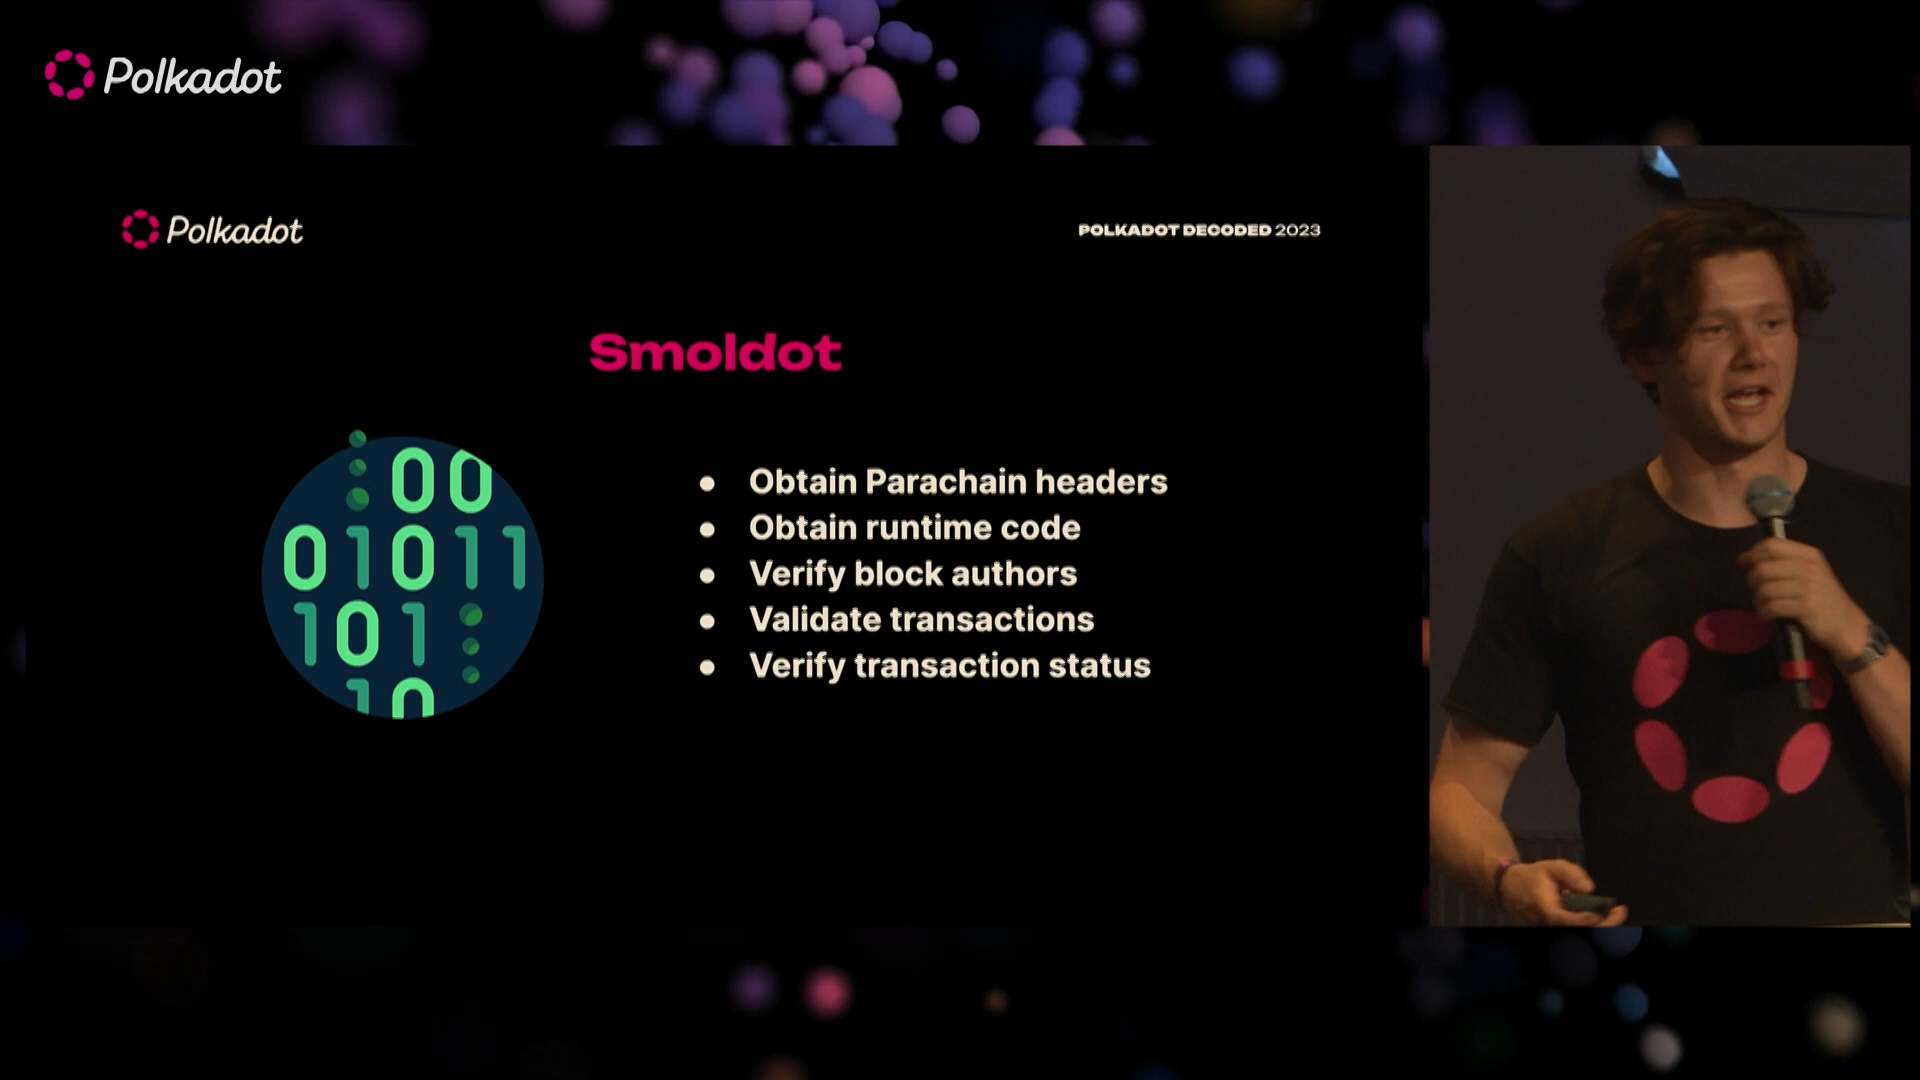 Polkadot
Polkadot
POLKADOT DECODED 2023
Smoldot
00
01011
101
10
● Obtain Parachain headers
● Obtain runtime code
● Verify block authors
● Validate transactions
● Verify transaction status